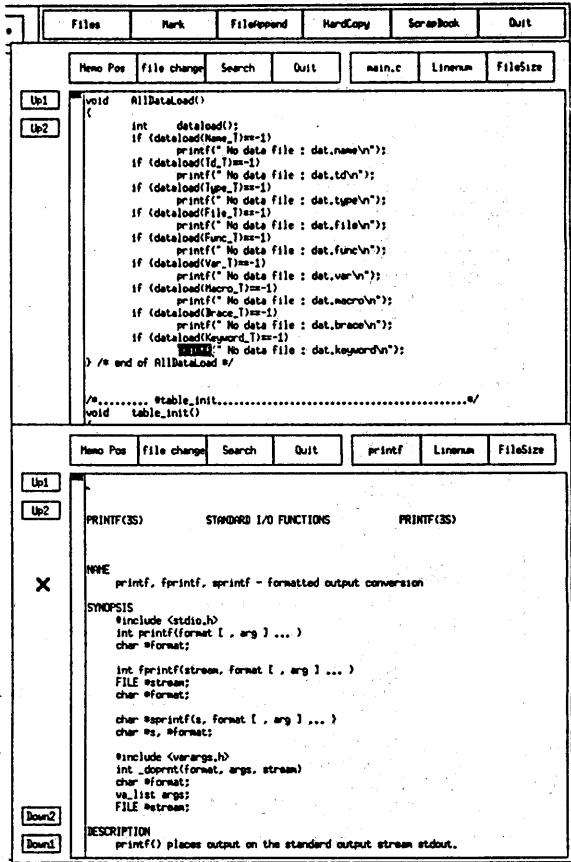 Files Mark FileAppend HardCopy ScrapBook Quit
Memo Pos file change Search Quit main.c Linenum FileSize
Up1
Up2
void AllDataLoad()
{
int dataload();
if (dataload(Name_T)==-1)
printf(" No data file : dat.name\n");
if (dataload(Td_T)==-1)
printf(" No data file : dat.td\n");
if (dataload(Type_T)==-1)
printf(" No data file : dat.type\n");
if (dataload(File_T)==-1)
printf(" No data file : dat.file\n");
if (dataload(Func_T)==-1)
printf(" No data file : dat.func\n");
if (dataload(Var_T)==-1)
printf(" No data file : dat.var\n");
if (dataload(Macro_T)==-1)
printf(" No data file : dat.macro\n");
if (dataload(Brace_T)==-1)
printf(" No data file : dat.brace\n");
if (dataload(Keyword_T)==-1)
(" No data file : dat.keyword\n");
} /* end of AllDataLoad */
/*......... *table_init...........................................*/
void table_init()
Memo Pos file change Search Quit printf Linenum FileSize
Up1
Up2
PRINTF(3S) STANDARD I/O FUNCTIONS PRINTF(3S)
NAME
printf, fprintf, sprintf - formatted output conversion
SYNOPSIS
#include <stdio.h>
int printf(format [ , arg ] ... )
char *format;
int fprintf(stream, format [ , arg ] ... )
FILE *stream;
char *format;
char *sprintf(s, format [ , arg ] ... )
char *s, *format;
#include <varargs.h>
int _doprnt(format, args, stream)
char *format;
va_list args;
FILE *stream;
DESCRIPTION
printf() places output on the standard output stream stdout.
Down2
Down1